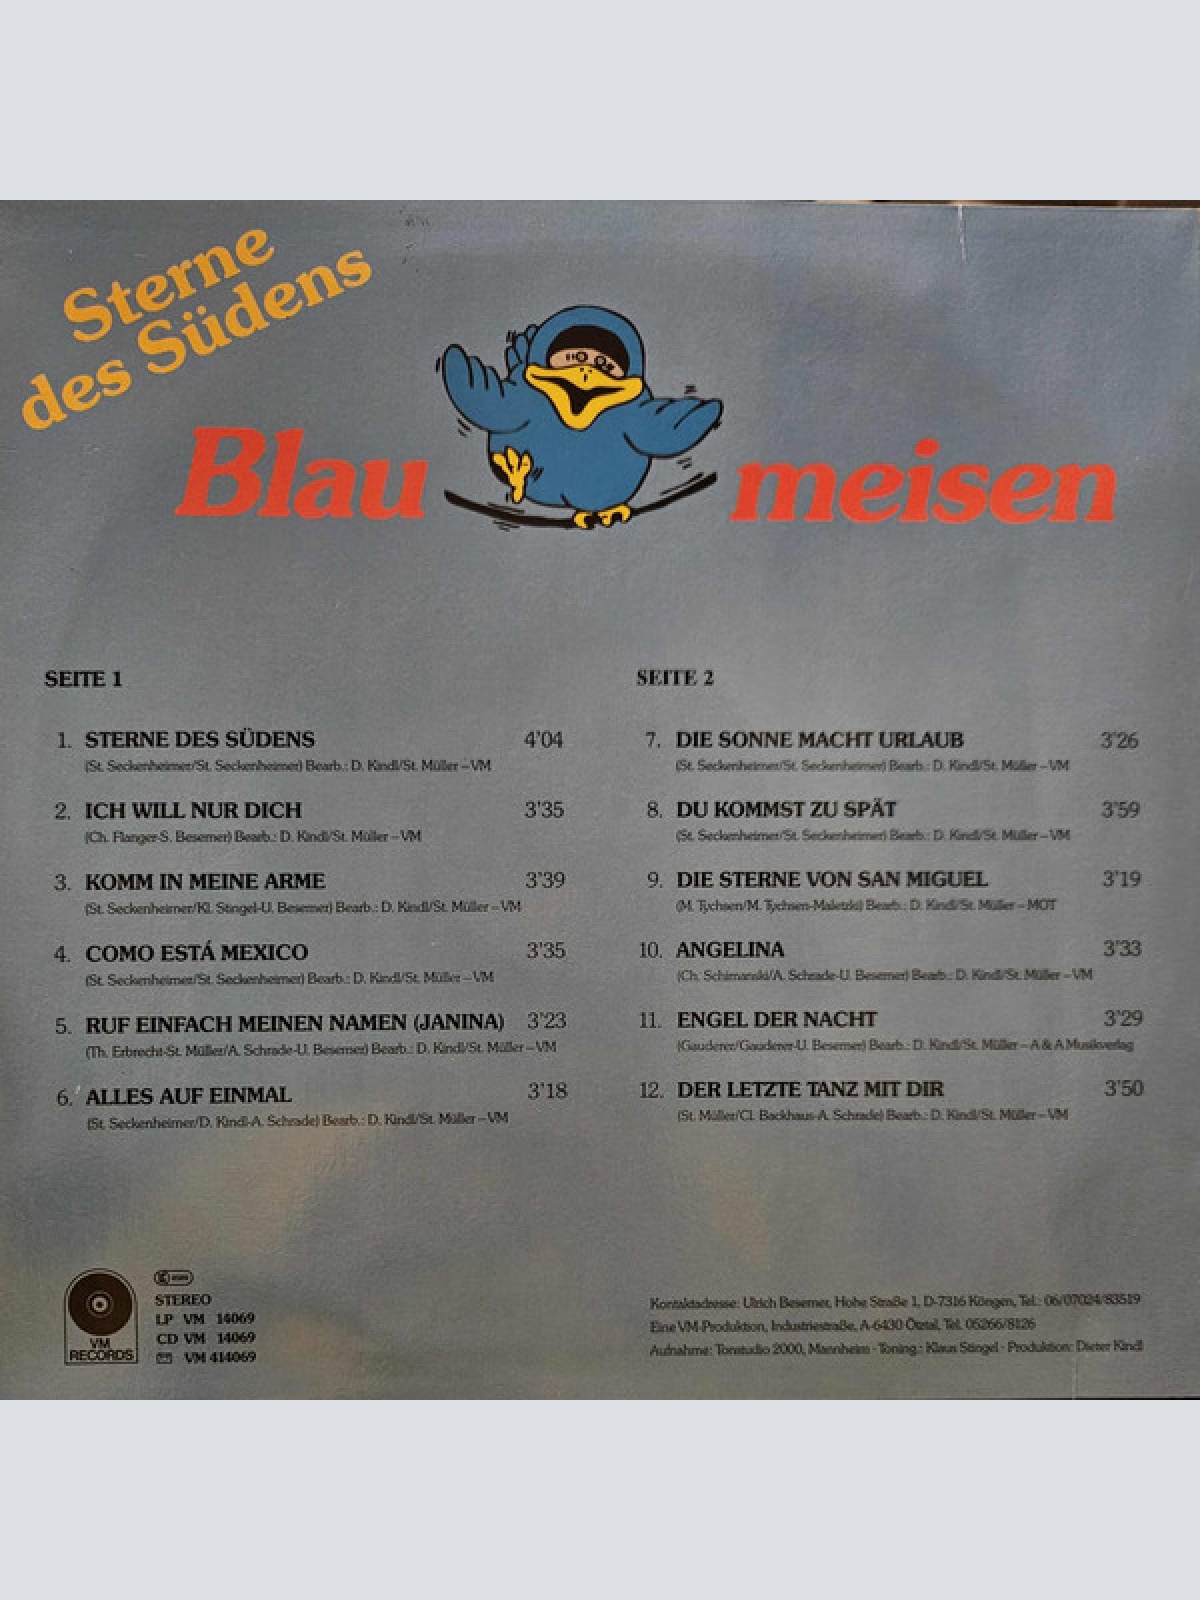 Sterne
des Südens
Blau meisen
SEITE 1
1. STERNE DES SÜDENS 4'04
(St. Seckenheimer/St. Seckenheimer) Bearb.: D. Kindl/St. Müller – VM
2. ICH WILL NUR DICH 3'35
(Ch. Flanger-S. Besemer) Bearb.: D. Kindl/St. Müller – VM
3. KOMM IN MEINE ARME 3'39
(St. Seckenheimer/Kl. Stingel-U. Besemer) Bearb.: D. Kindl/St. Müller – VM
4. COMO ESTÁ MEXICO 3'35
(St. Seckenheimer/St. Seckenheimer) Bearb.: D. Kindl/St. Müller – VM
5. RUF EINFACH MEINEN NAMEN (JANINA) 3'23
(Th. Erbrecht-St. Müller/A. Schrade-U. Besemer) Bearb.: D. Kindl/St. Müller – VM
6. ALLES AUF EINMAL 3'18
(St. Seckenheimer/D. Kindl-A. Schrade) Bearb.: D. Kindl/St. Müller – VM
SEITE 2
7. DIE SONNE MACHT URLAUB 3'26
(St. Seckenheimer/St. Seckenheimer) Bearb.: D. Kindl/St. Müller – VM
8. DU KOMMST ZU SPÄT 3'59
(St. Seckenheimer/St. Seckenheimer) Bearb.: D. Kindl/St. Müller – VM
9. DIE STERNE VON SAN MIGUEL 3'19
(M. Tychsen/M. Tychsen-Maletzki) Bearb.: D. Kindl/St. Müller – MOT
10. ANGELINA 3'33
(Ch. Schimanski/A. Schrade-U. Besemer) Bearb.: D. Kindl/St. Müller – VM
11. ENGEL DER NACHT 3'29
(Gauderer/Gauderer-U. Besemer) Bearb.: D. Kindl/St. Müller – A & A Musikverlag
12. DER LETZTE TANZ MIT DIR 3'50
(St. Müller/Cl. Backhaus-A. Schrade) Bearb.: D. Kindl/St. Müller – VM
VM
RECORDS
STEREO
LP VM 14069
CD VM 14069
VM 414069
Kontaktadresse: Ulrich Besemer, Hohe Straße 1, D-7316 Köngen, Tel.: 06/07024/83519
Eine VM-Produktion, Industriestraße, A-6430 Ötztal, Tel. 05266/8126
Aufnahme: Tonstudio 2000, Mannheim · Toning.: Klaus Stingel · Produktion: Dieter Kindl